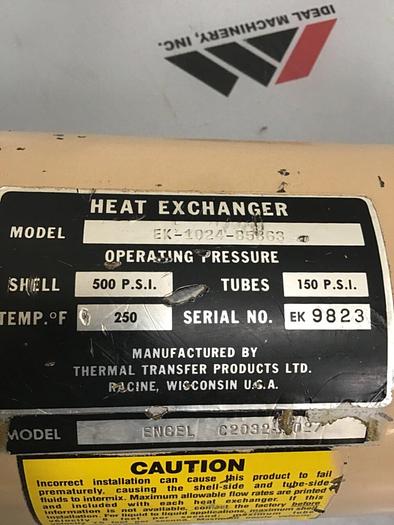 IDEAL MACHINERY, INC.
HEAT EXCHANGER
MODEL EK-1024-85863
OPERATING PRESSURE
SHELL 500 P.S.I. TUBES 150 P.S.I.
TEMP.°F 250 SERIAL NO. EK 9823
MANUFACTURED BY
THERMAL TRANSFER PRODUCTS LTD.
RACINE, WISCONSIN U.S.A.
MODEL ENGEL
CAUTION
Incorrect installation can cause this product to fail
prematurely, causing the shell-side and tube-side
fluids to intermix. Maximum allowable flow rates are printed
and included with each heat exchanger. If this